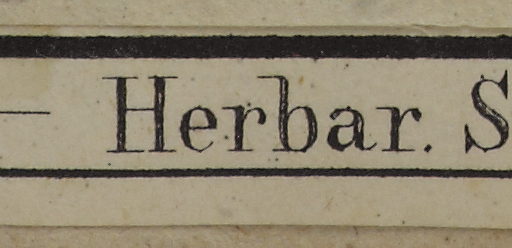 — Herbar. S